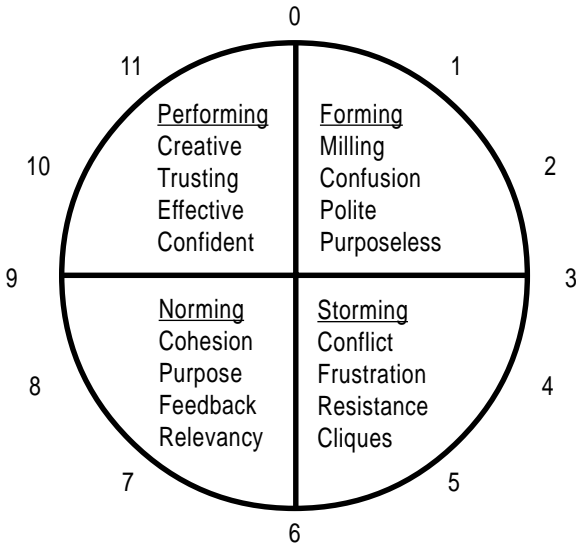 0
11
1
Performing
Creative
Trusting
Effective
Confident
Forming
Milling
Confusion
Polite
Purposeless
10
2
9
3
Norming
Cohesion
Purpose
Feedback
Relevancy
Storming
Conflict
Frustration
Resistance
Cliques
8
4
7
5
6